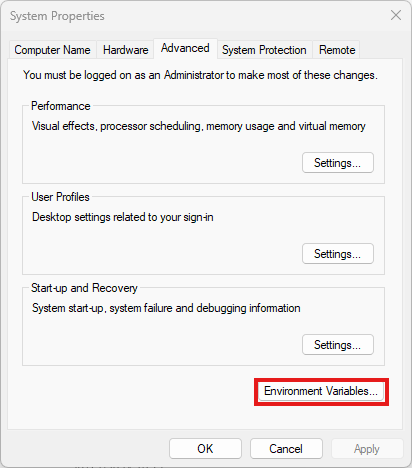 System Properties
Computer Name Hardware Advanced System Protection Remote
You must be logged on as an Administrator to make most of these changes.
Perfomance
Visual effects, processor scheduling, memory usage and virtual memory
Settings...
User Profiles
Desktop settings related to your sign-in
Settings...
Start-up and Recovery
System start-up, system failure and debugging information
Settings...
Environment Variables...
OK Cancel Apply